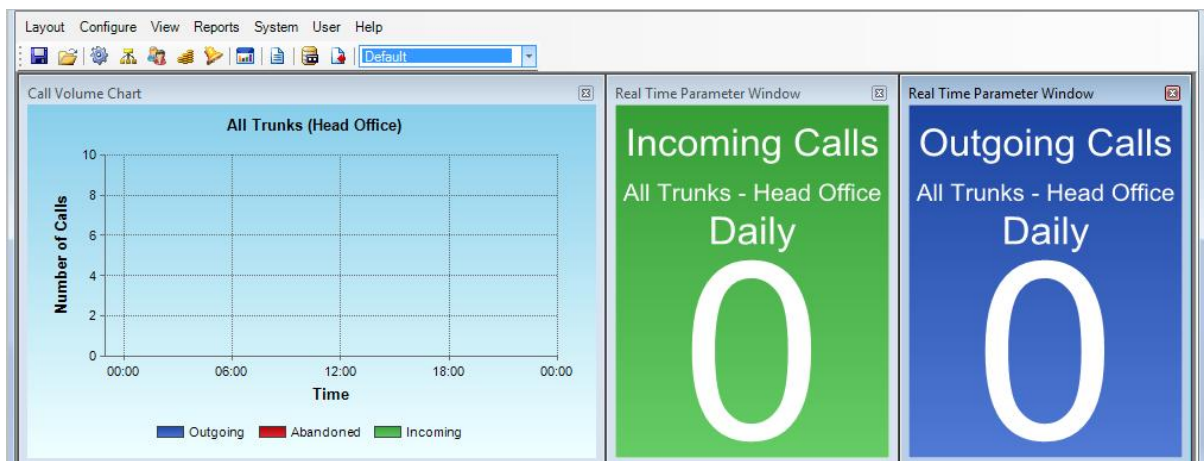 Layout Configure View Reports System User Help
Default
Call Volume Chart
All Trunks (Head Office)
Number of Calls
10
8
6
4
2
0
00:00 06:00 12:00 18:00 00:00
Time
Outgoing Abandoned Incoming
Real Time Parameter Window
Incoming Calls
All Trunks - Head Office
Daily
0
Real Time Parameter Window
Outgoing Calls
All Trunks - Head Office
Daily
0